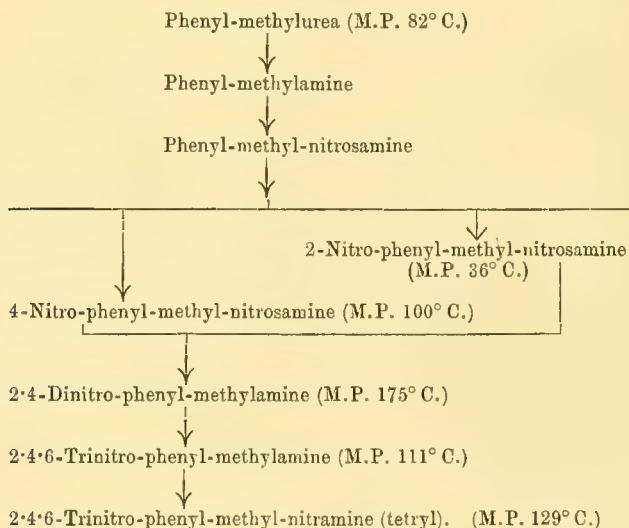 Phenyl-methylurea (M.P. 82° C.)
Phenyl-methylamine
Phenyl-methyl-nitrosamine
2-Nitro-phenyl-methyl-nitrosamine
(M.P. 36° C.)
4-Nitro-phenyl-methyl-nitrosamine (M.P. 100° C.)
2·4-Dinitro-phenyl-methylamine (M.P. 175° C.)
2·4·6-Trinitro-phenyl-methylamine (M.P. 111° C.)
2·4·6-Trinitro-phenyl-methyl-nitramine (tetryl). (M.P. 129° C.)